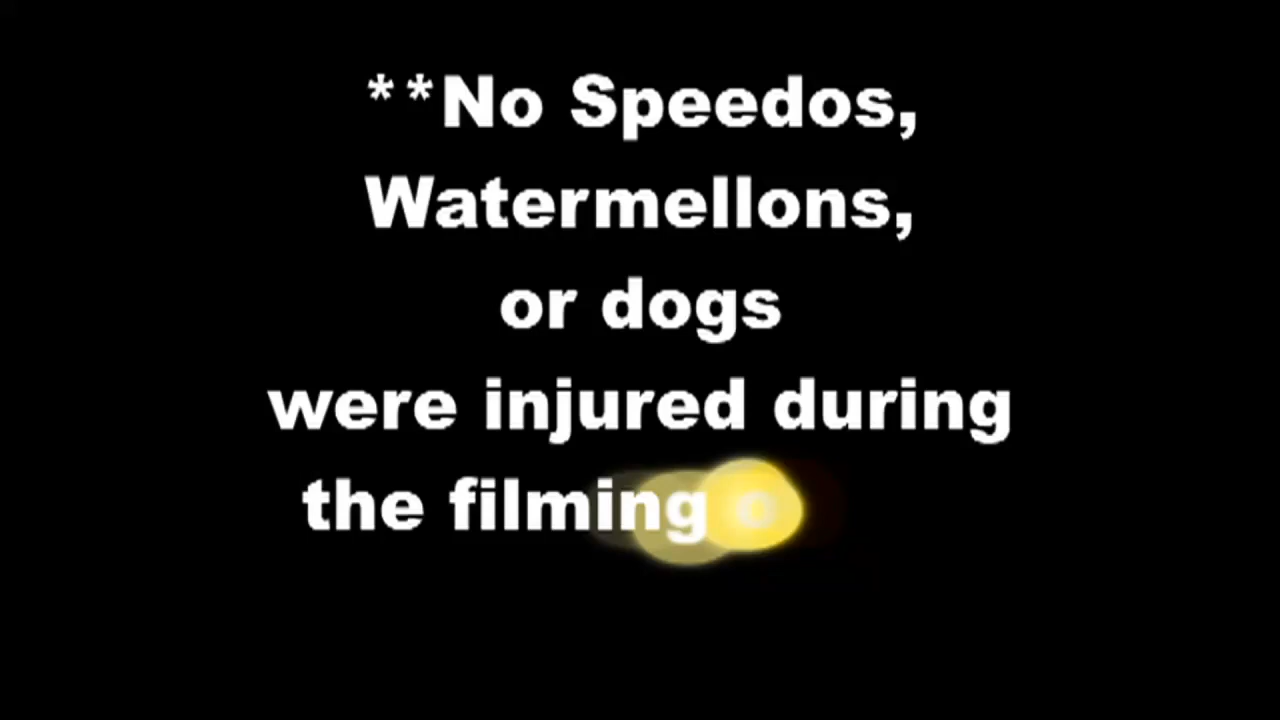 **No Speedos,
Watermellons,
or dogs
were injured during
the filming o